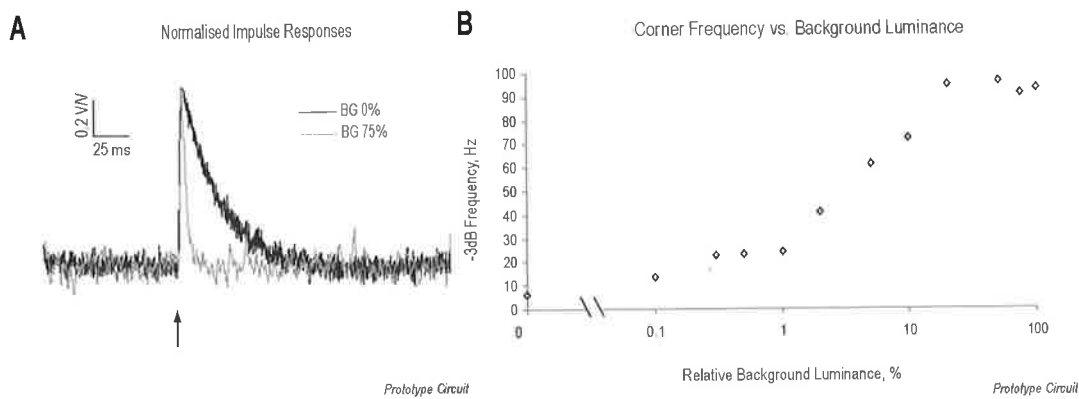 A
Normalised Impulse Responses
0.2 V/V
25 ms
BG 0%
BG 75%
Prototype Circuit
B
Corner Frequency vs. Background Luminance
-3dB Frequency, Hz
100
90
80
70
60
50
40
30
20
10
0
0
0.1
1
10
100
Relative Background Luminance, %
Prototype Circuit